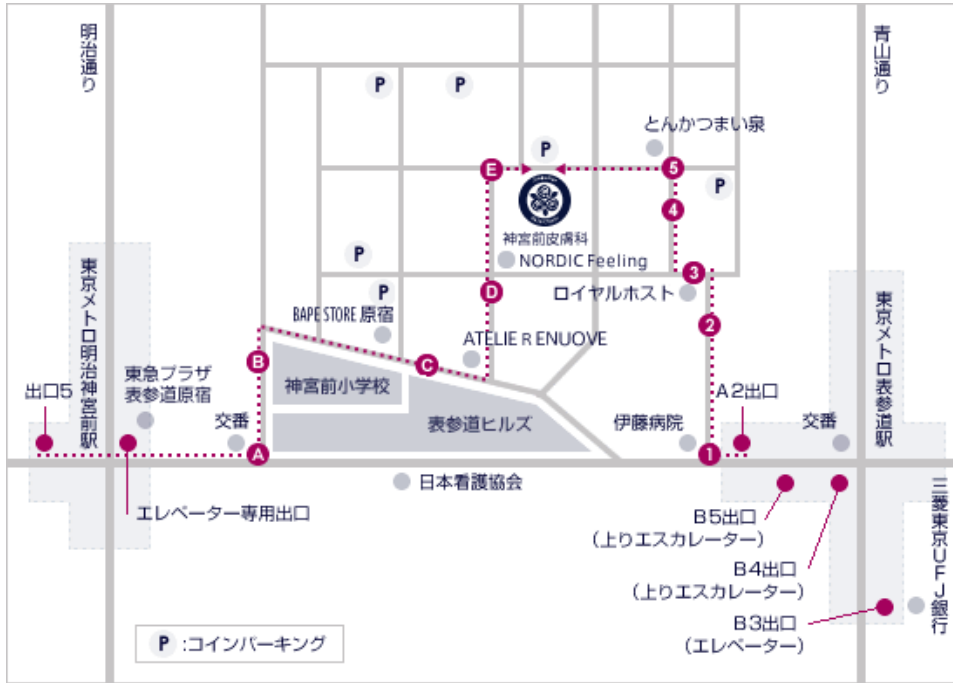 明治通り
青山通り
P
P
とんかつまい泉
P
E
5
P
4
神宮前皮膚科
P
NORDIC Feeling
3
東京メトロ明治神宮前駅
P
D
ロイヤルホスト
東京メトロ表参道駅
BAPE STORE 原宿
2
ATELIE R ENUOVE
B
C
東急プラザ
表参道原宿
神宮前小学校
出口5
A2出口
交番
表参道ヒルズ
伊藤病院
交番
A
1
日本看護協会
エレベーター専用出口
三菱東京UFJ銀行
B5出口
(上りエスカレーター)
B4出口
(上りエスカレーター)
B3出口
(エレベーター)
P :コインパーキング